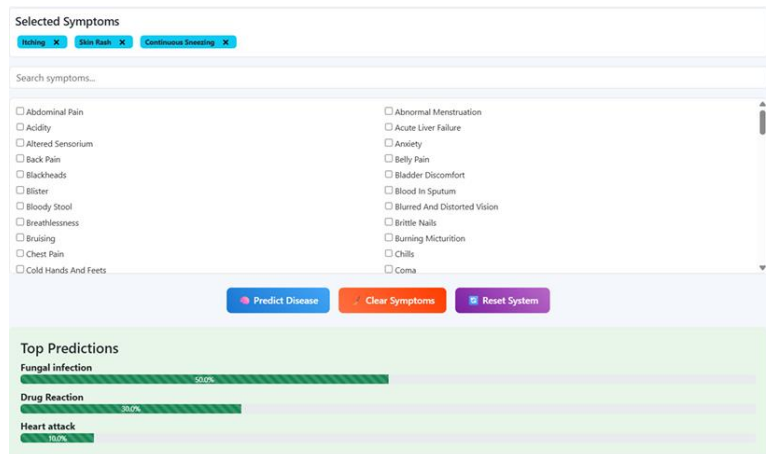 Selected Symptoms
Itching ✕ Skin Rash ✕ Continuous Sneezing ✕
Search symptoms...
Abdominal Pain Abnormal Menstruation
Acidity Acute Liver Failure
Altered Sensorium Anxiety
Back Pain Belly Pain
Blackheads Bladder Discomfort
Blister Blood In Sputum
Bloody Stool Blurred And Distorted Vision
Breathlessness Brittle Nails
Bruising Burning Micturition
Chest Pain Chills
Cold Hands And Feets Coma
Predict Disease Clear Symptoms Reset System
Top Predictions
Fungal infection
50.0%
Drug Reaction
30.0%
Heart attack
10.0%